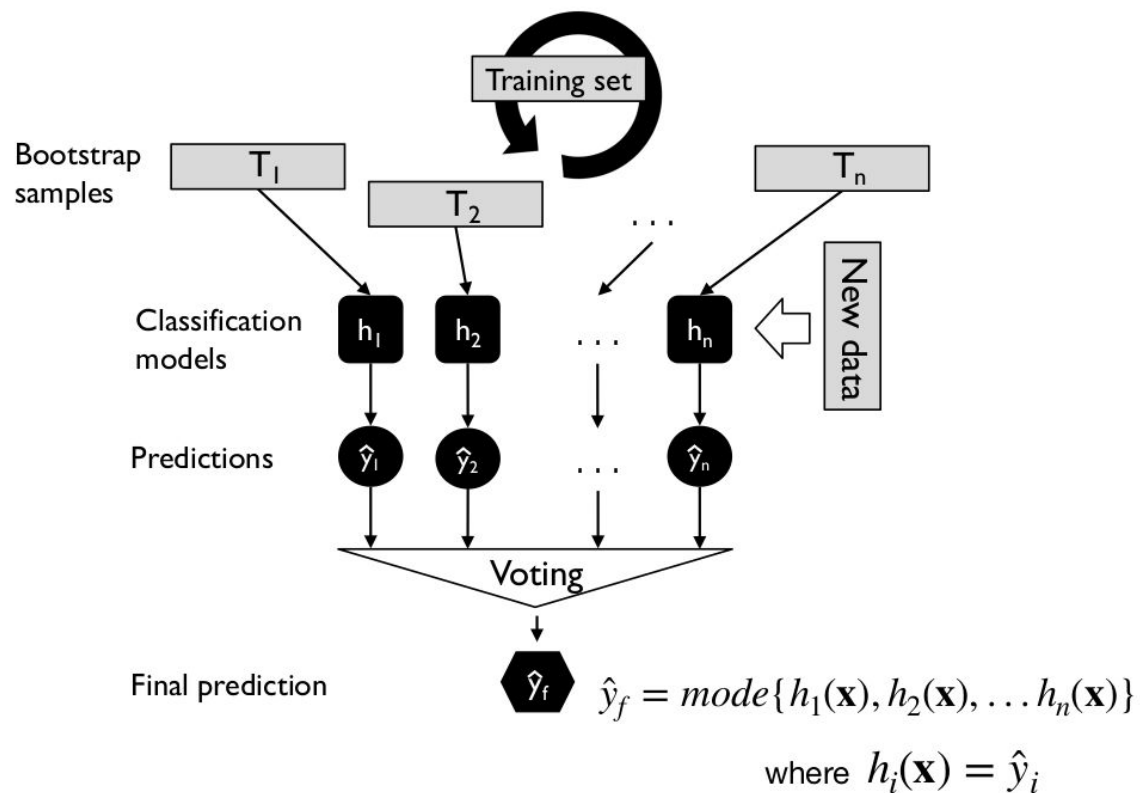 Training set
Bootstrap
samples
T₁
T₂
. . .
Tₙ
New data
Classification
models
h₁
h₂
. . .
hₙ
Predictions
ŷ₁
ŷ₂
. . .
ŷₙ
Voting
Final prediction
ŷf
ŷf = mode{h₁(x), h₂(x), . . . hₙ(x)}
where hᵢ(x) = ŷᵢ